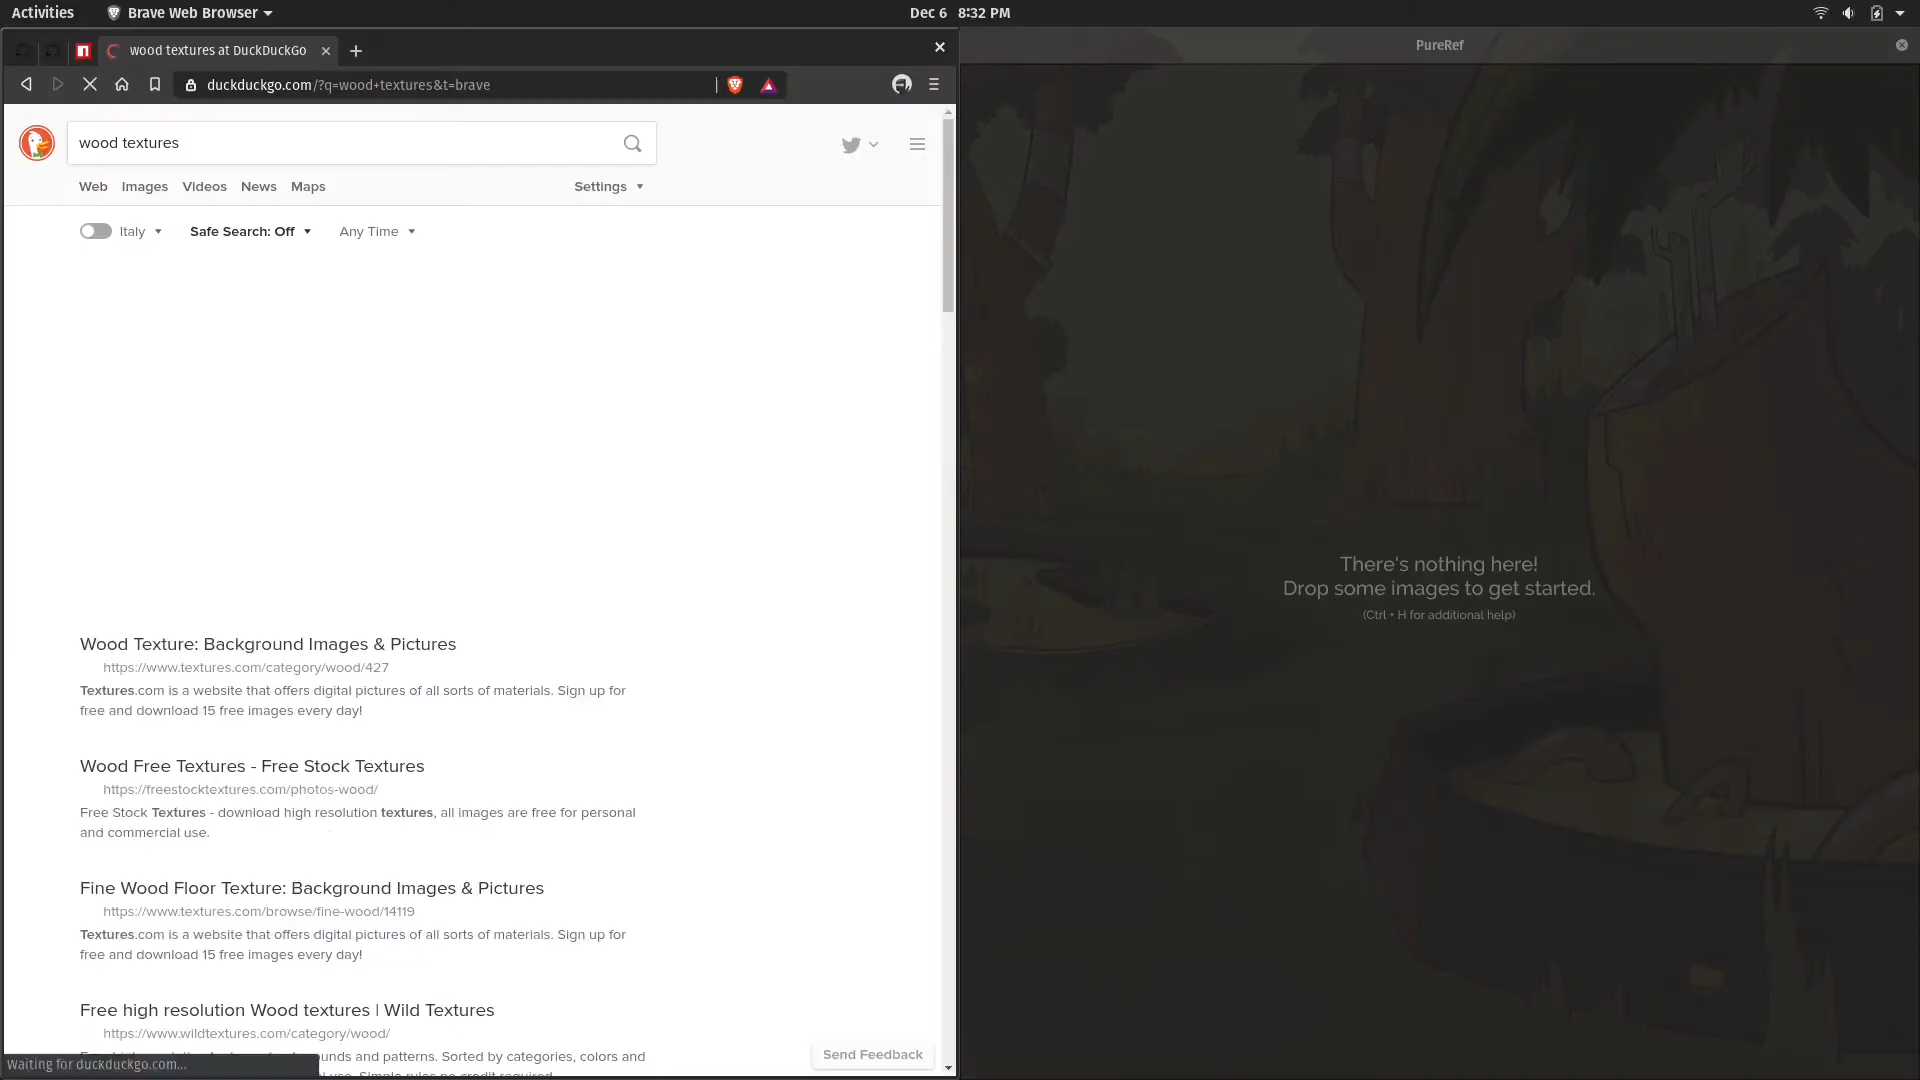 Activities
Brave Web Browser
Dec 6 8:32 PM
wood textures at DuckDuckGo
PureRef
duckduckgo.com/?q=wood+textures&t=brave
wood textures
Web Images Videos News Maps
Settings
Italy
Safe Search: Off
Any Time
Wood Texture: Background Images & Pictures
https://www.textures.com/category/wood/427
Textures.com is a website that offers digital pictures of all sorts of materials. Sign up for
free and download 15 free images every day!
Wood Free Textures - Free Stock Textures
https://freestocktextures.com/photos-wood/
Free Stock Textures - download high resolution textures, all images are free for personal
and commercial use.
Fine Wood Floor Texture: Background Images & Pictures
https://www.textures.com/browse/fine-wood/14119
Textures.com is a website that offers digital pictures of all sorts of materials. Sign up for
free and download 15 free images every day!
Free high resolution Wood textures | Wild Textures
https://www.wildtextures.com/category/wood/
and patterns. Sorted by categories, colors and
Waiting for duckduckgo.com...
Send Feedback
There's nothing here!
Drop some images to get started.
(Ctrl + H for additional help)